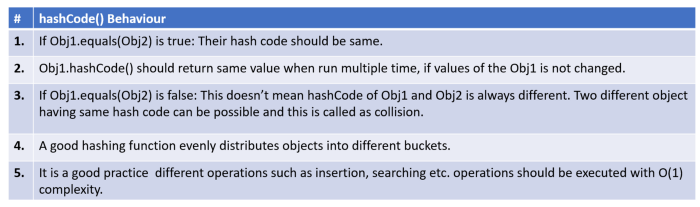 # hashCode() Behaviour
1. If Obj1.equals(Obj2) is true: Their hash code should be same.
2. Obj1.hashCode() should return same value when run multiple time, if values of the Obj1 is not changed.
3. If Obj1.equals(Obj2) is false: This doesn’t mean hashCode of Obj1 and Obj2 is always different. Two different object
having same hash code can be possible and this is called as collision.
4. A good hashing function evenly distributes objects into different buckets.
5. It is a good practice different operations such as insertion, searching etc. operations should be executed with O(1)
complexity.